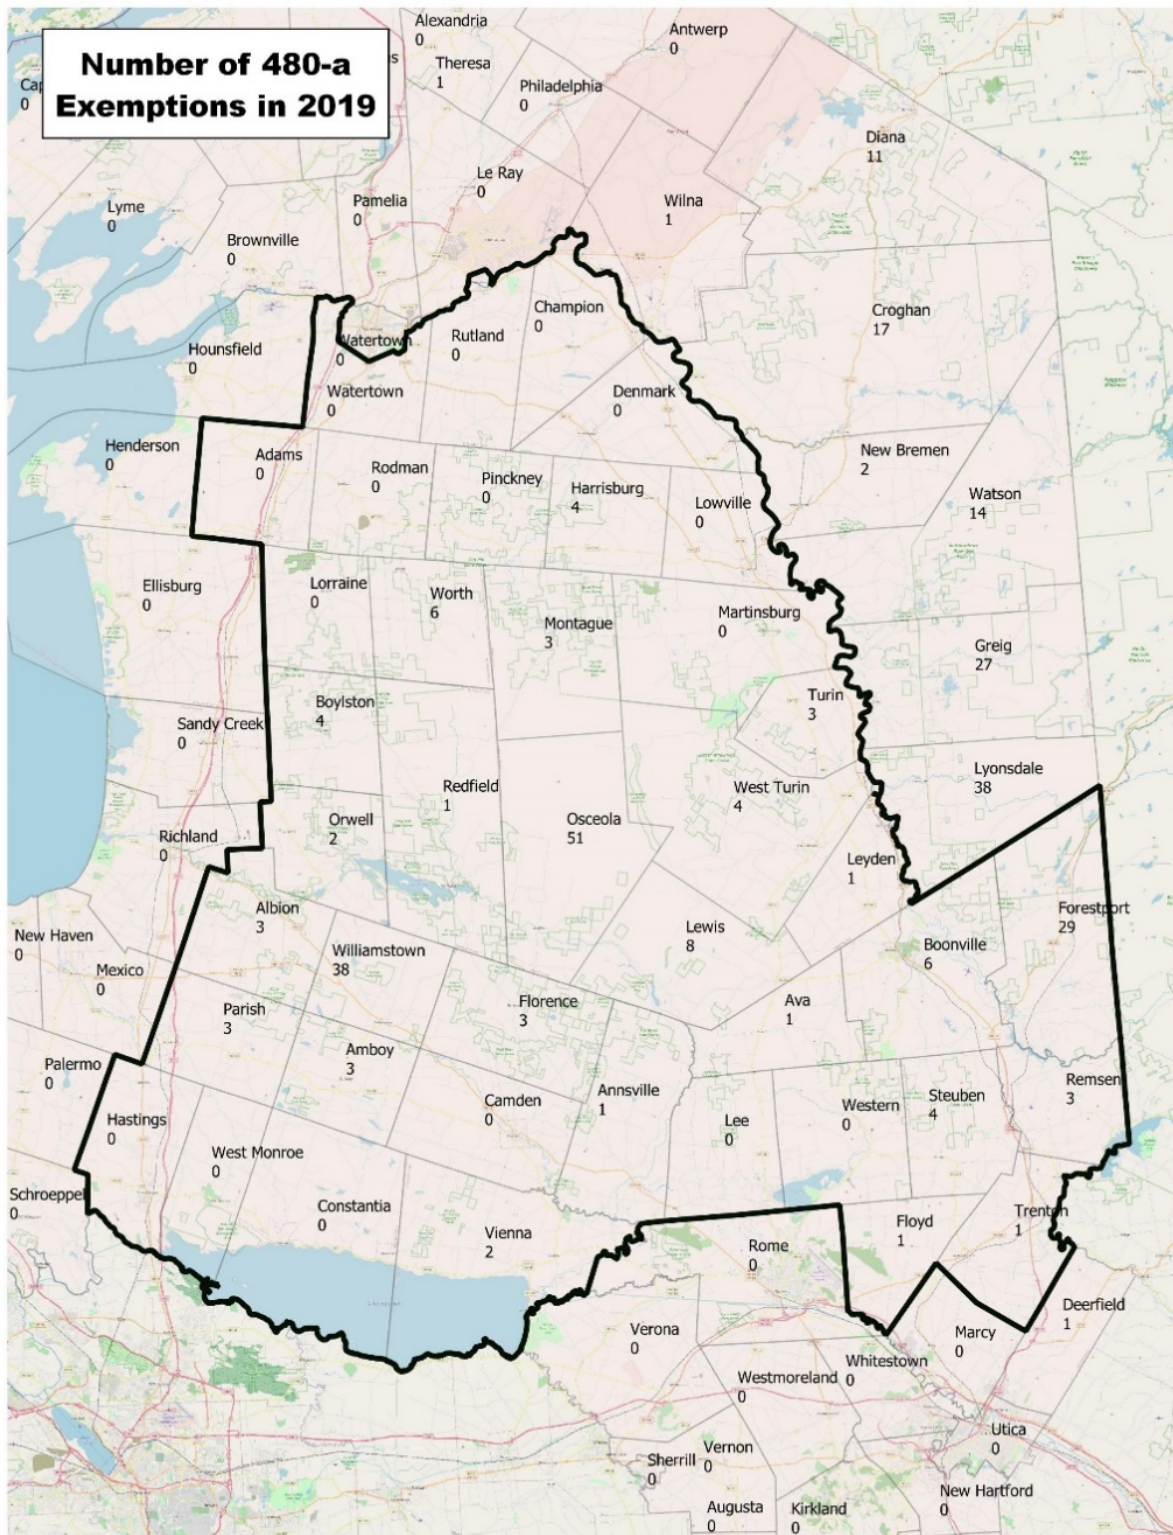 Number of 480-a
Exemptions in 2019
Alexandria
0
Antwerp
0
Theresa
1
Philadelphia
0
Cap
0
Diana
11
Le Ray
0
Pamelia
0
Wilna
1
Lyme
0
Brownville
0
Champion
0
Croghan
17
Rutland
0
Watertown
0
Hounsfield
0
Watertown
0
Denmark
0
Henderson
0
Adams
0
Rodman
0
Pinckney
0
Harrisburg
4
Lowville
0
New Bremen
2
Watson
14
Ellisburg
0
Lorraine
0
Worth
6
Montague
3
Martinsburg
0
Greig
27
Boylston
4
Turin
3
Sandy Creek
0
Redfield
1
West Turin
4
Lyonsdale
38
Richland
0
Orwell
2
Osceola
51
Leyden
1
Albion
3
Forestport
29
New Haven
0
Williamstown
38
Lewis
8
Boonville
6
Mexico
0
Parish
3
Florence
3
Ava
1
Amboy
3
Palermo
0
Annsville
1
Remsen
3
Hastings
0
Camden
0
Lee
0
Western
0
Steuben
4
West Monroe
0
Schroeppel
0
Constantia
0
Vienna
2
Floyd
1
Trenton
1
Rome
0
Verona
0
Deerfield
1
Marcy
0
Whitestown
0
Westmoreland
0
Utica
0
Sherrill
0
Vernon
0
New Hartford
0
Augusta
0
Kirkland
0